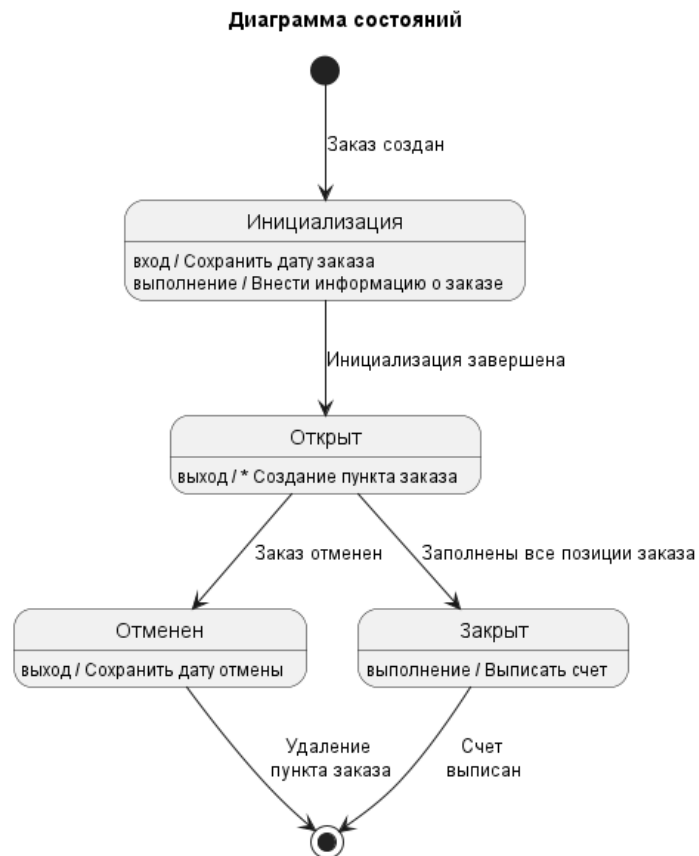 Диаграмма состояний
Заказ создан
Инициализация
вход / Сохранить дату заказа
выполнение / Внести информацию о заказе
Инициализация завершена
Открыт
выход / * Создание пункта заказа
Заказ отменен
Заполнены все позиции заказа
Отменен
выход / Сохранить дату отмены
Закрыт
выполнение / Выписать счет
Удаление
пункта заказа
Счет
выписан